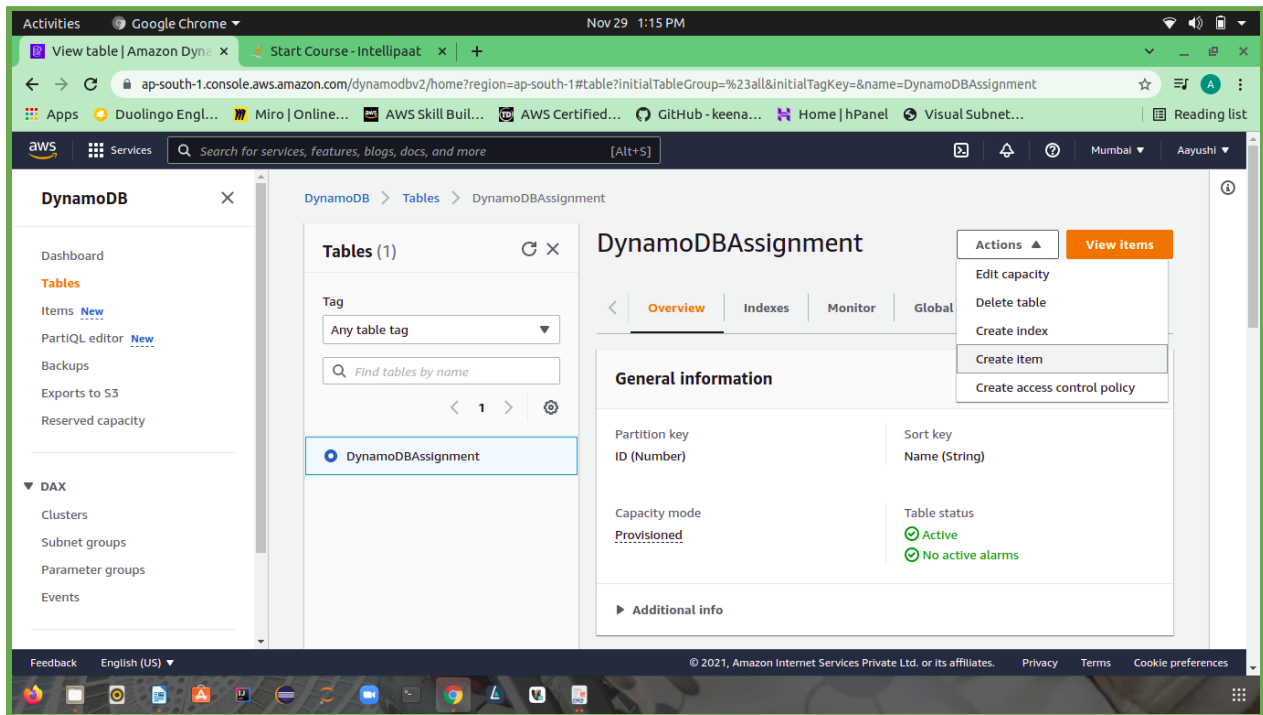 Activities Google Chrome Nov 29 1:15 PM
View table | Amazon Dyna Start Course - Intellipaat
ap-south-1.console.aws.amazon.com/dynamodbv2/home?region=ap-south-1#table?initialTableGroup=%23all&initialTagKey=&name=DynamoDBAssignment A
Apps Duolingo Engl... Miro | Online... AWS Skill Buil... AWS Certified... GitHub - keena... Home | hPanel Visual Subnet... Reading list
aws Services Search for services, features, blogs, docs, and more [Alt+S] Mumbai Aayushi
DynamoDB
Dashboard
Tables
Items New
PartiQL editor New
Backups
Exports to S3
Reserved capacity
DAX
Clusters
Subnet groups
Parameter groups
Events
DynamoDB Tables DynamoDBAssignment
Tables (1)
Tag
Any table tag
Find tables by name
1
DynamoDBAssignment
DynamoDBAssignment
Actions View items
Edit capacity
Delete table
Create index
Create item
Create access control policy
Overview Indexes Monitor Global
General information
Partition key
ID (Number)
Sort key
Name (String)
Capacity mode
Provisioned
Table status
Active
No active alarms
Additional info
Feedback English (US) © 2021, Amazon Internet Services Private Ltd. or its affiliates. Privacy Terms Cookie preferences